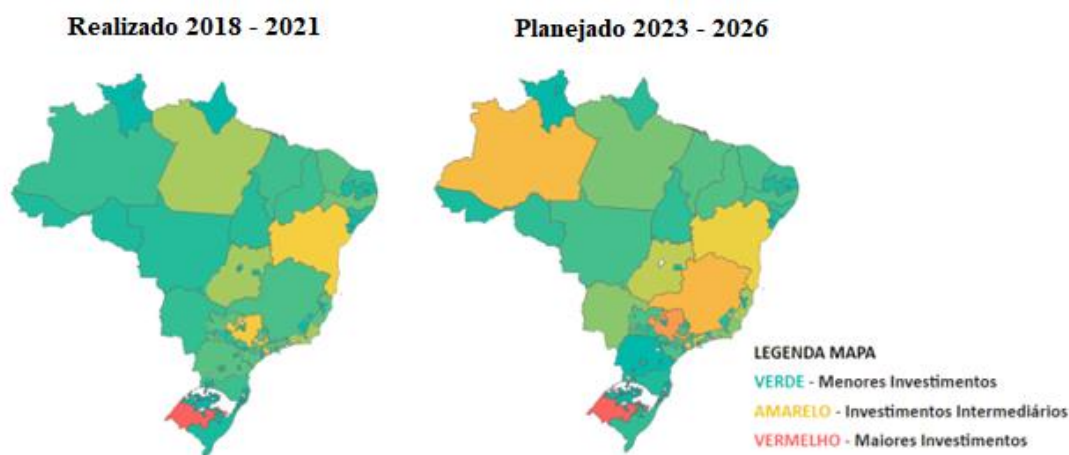 Realizado 2018 - 2021
Planejado 2023 - 2026
LEGENDA MAPA
VERDE - Menores Investimentos
AMARELO - Investimentos Intermediários
VERMELHO - Maiores Investimentos